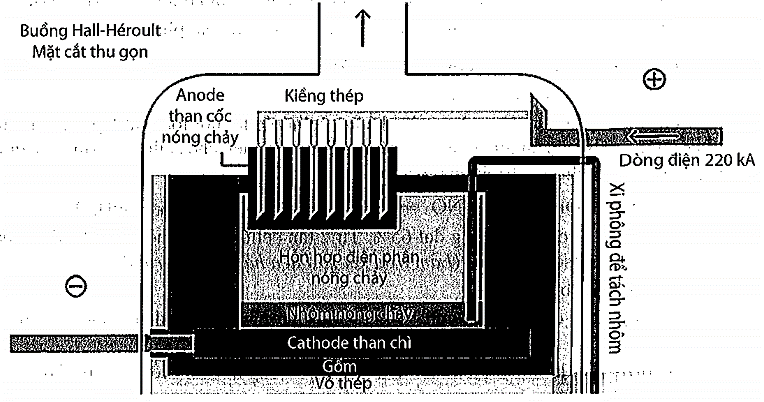 Buồng Hall-Héroult
Mặt cắt thu gọn
Anode
than cốc
nóng chảy
Kiềng thép
+
Dòng điện 220 kA
Xi phông để tách nhôm
Hỗn hợp điện phân
nóng chảy
Nhôm nóng chảy
−
Cathode than chì
Gốm
Vỏ thép